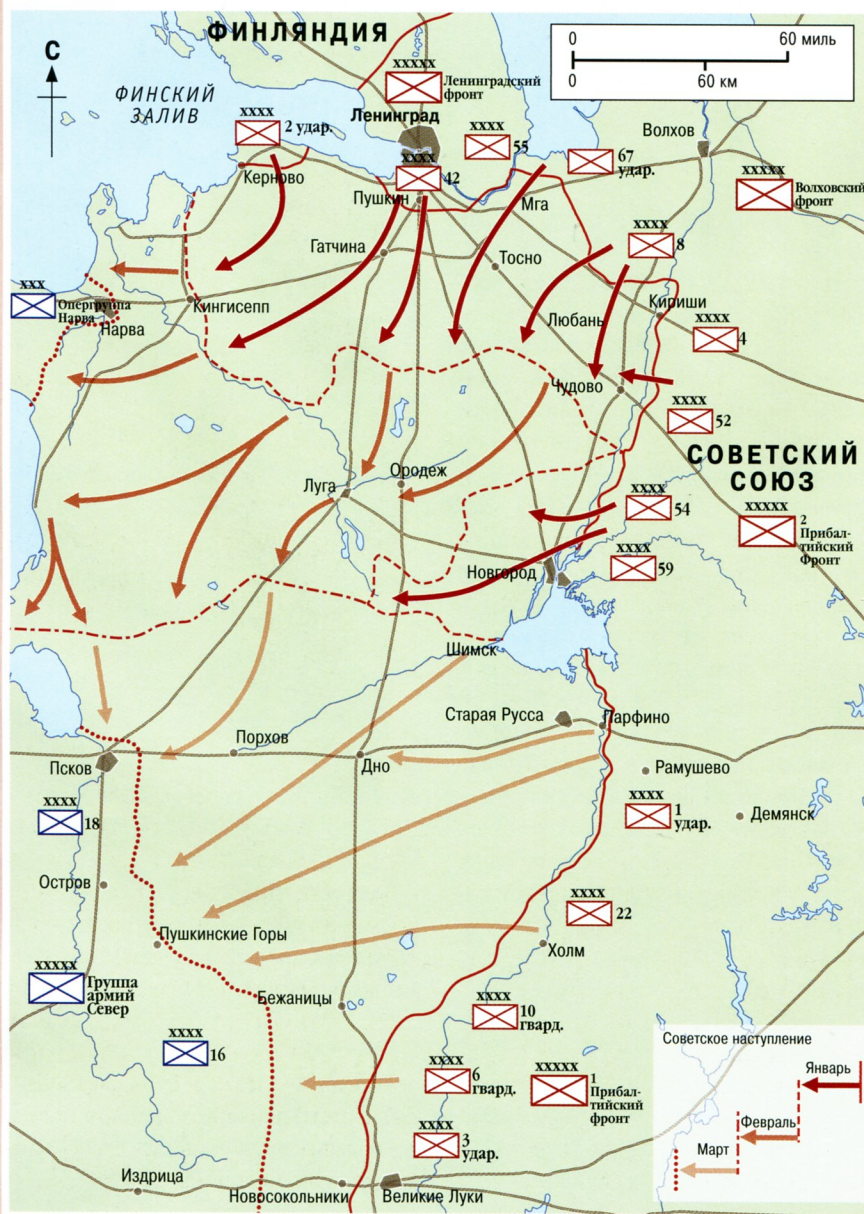 ФИНЛЯНДИЯ
0 60 миль
0 60 км
С
ФИНСКИЙ
ЗАЛИВ
XXXXX
Ленинградский
фронт
Ленинград
XXXX
2 удар.
XXXX
55
Волхов
XXXX
42
67
удар.
XXXXX
Волховский
фронт
Керново
Пушкин
Мга
XXXX
8
Гатчина
Тосно
XXX
Опергруппа
Нарва
Нарва
Кингисепп
Кириши
Любань
XXXX
4
Чудово
XXXX
52
СОВЕТСКИЙ
СОЮЗ
Луга
Ородеж
XXXX
54
XXXXX
2
Прибал-
тийский
Фронт
Новгород
XXXX
59
Шимск
Старая Русса
Парфино
Порхов
Дно
Псков
Рамушево
XXXX
18
XXXX
1
удар.
Демянск
Остров
XXXX
22
Пушкинские Горы
Холм
XXXXX
Группа
армий
Север
Бежаницы
XXXX
10
гвард.
XXXX
16
XXXX
6
гвард.
XXXXX
1
Прибал-
тийский
фронт
XXXX
3
удар.
Советское наступление
Январь
Февраль
Март
Издрица
Новосокольники
Великие Луки